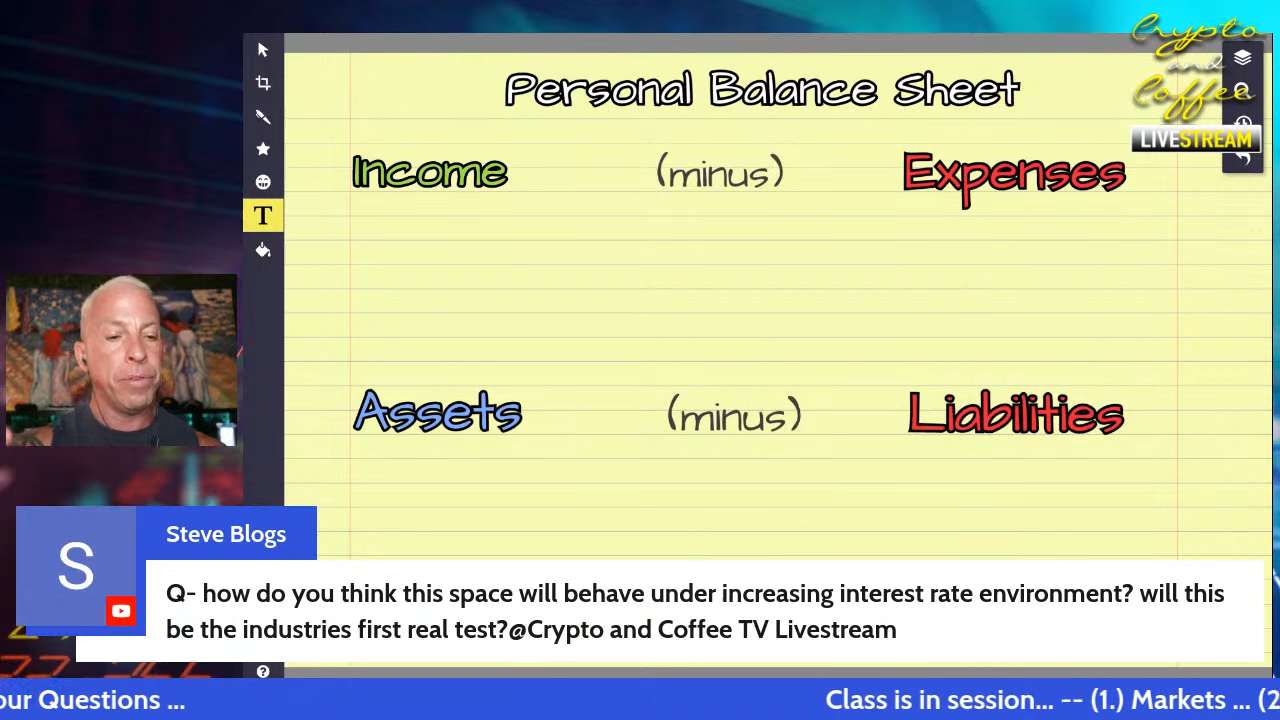 Crypto
and
Coffee
LIVESTREAM
Personal Balance Sheet
Income (minus) Expenses
Assets (minus) Liabilities
T
S
Steve Blogs
Q- how do you think this space will behave under increasing interest rate environment? will this
be the industries first real test?@Crypto and Coffee TV Livestream
our Questions ... Class is in session... -- (1.) Markets ... (2